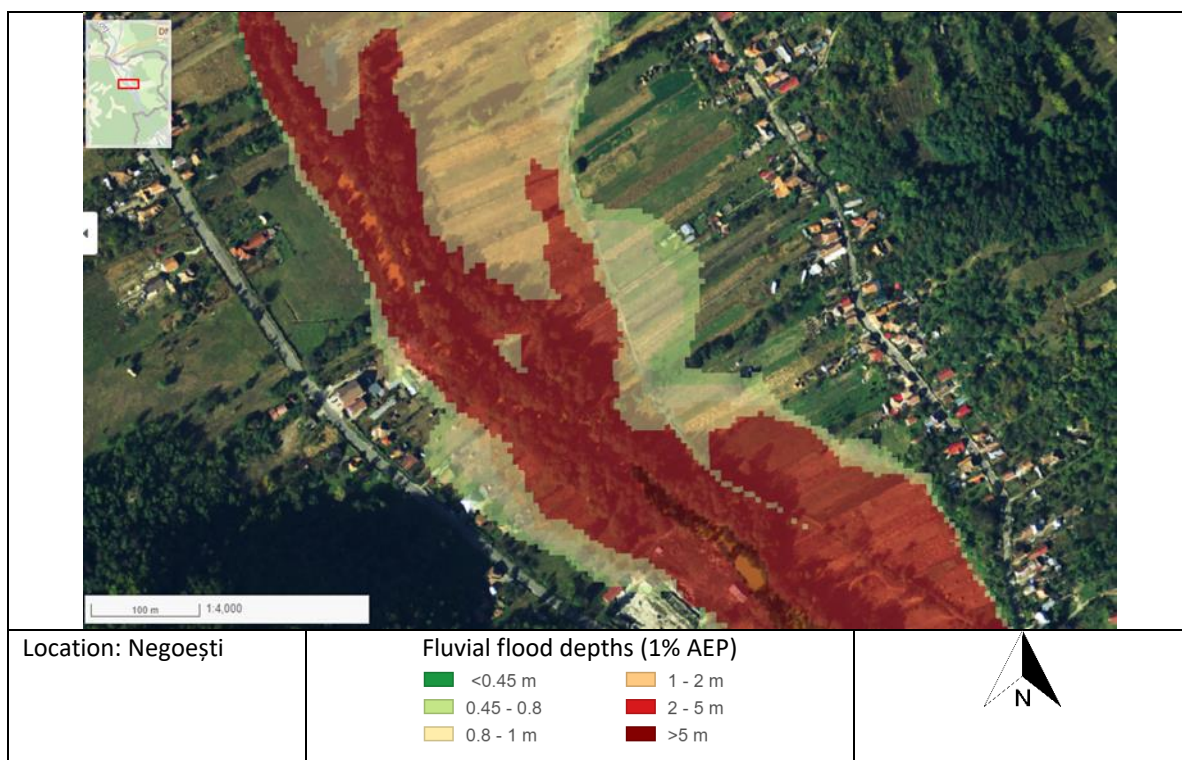 DN
100 m
1:4,000
Location: Negoești
Fluvial flood depths (1% AEP)
<0.45 m
0.45 - 0.8
0.8 - 1 m
1 - 2 m
2 - 5 m
>5 m
N